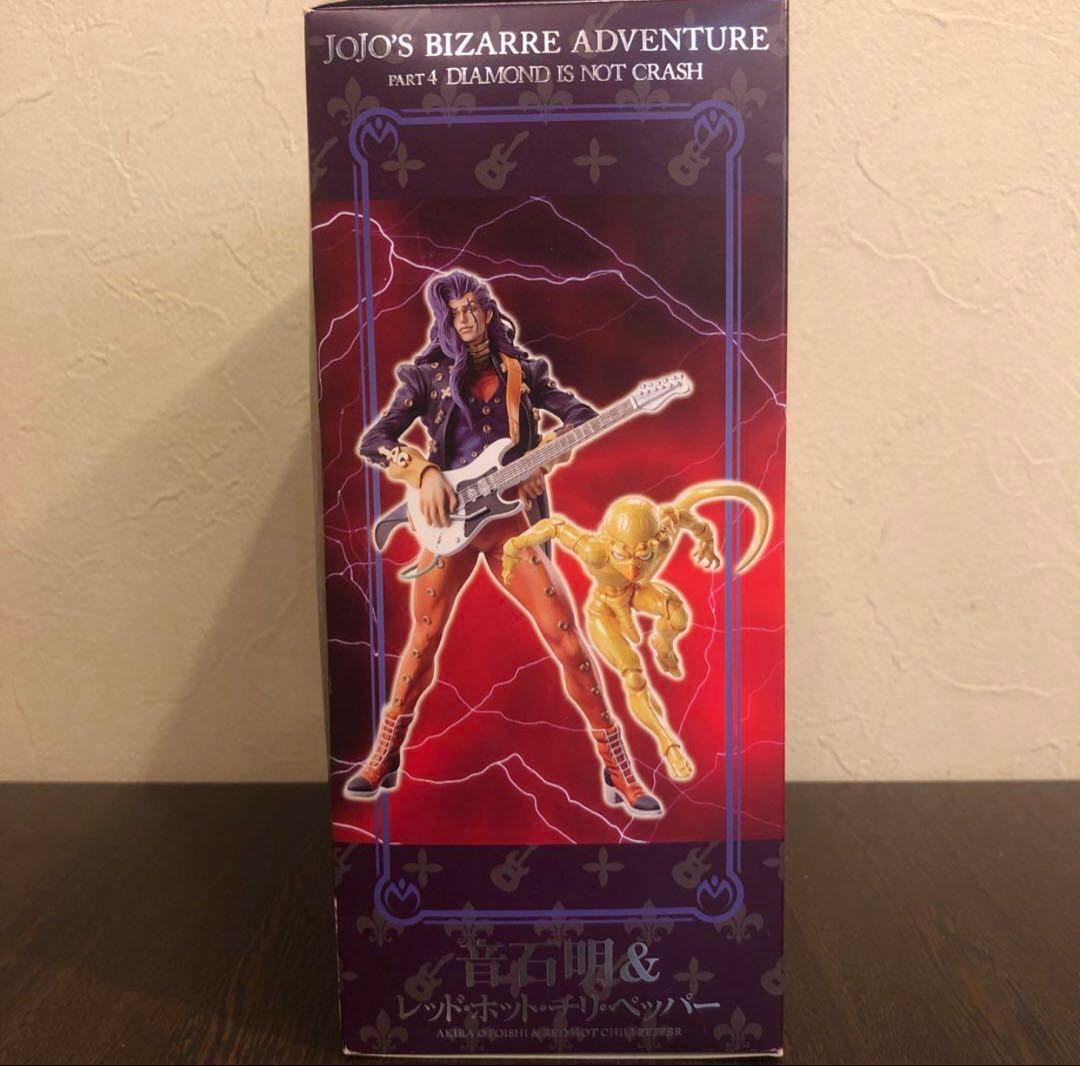 JOJO'S BIZARRE ADVENTURE
PART 4 DIAMOND IS NOT CRASH
音石明&
レッド・ホット・チリ・ペッパー
AKIRA OTOISHI & RED HOT CHILI PEPPER